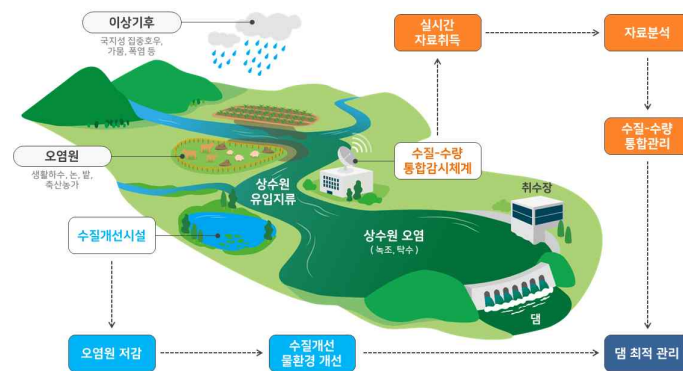 이상기후
국지성 집중호우,
가뭄, 폭염 등
실시간
자료취득
자료분석
수질-수량
통합관리
오염원
생활하수, 논, 밭,
축산농가
수질-수량
통합감시체계
상수원
유입지류
취수장
수질개선시설
상수원 오염
( 녹조, 탁수 )
댐
오염원 저감
수질개선
물환경 개선
댐 최적 관리